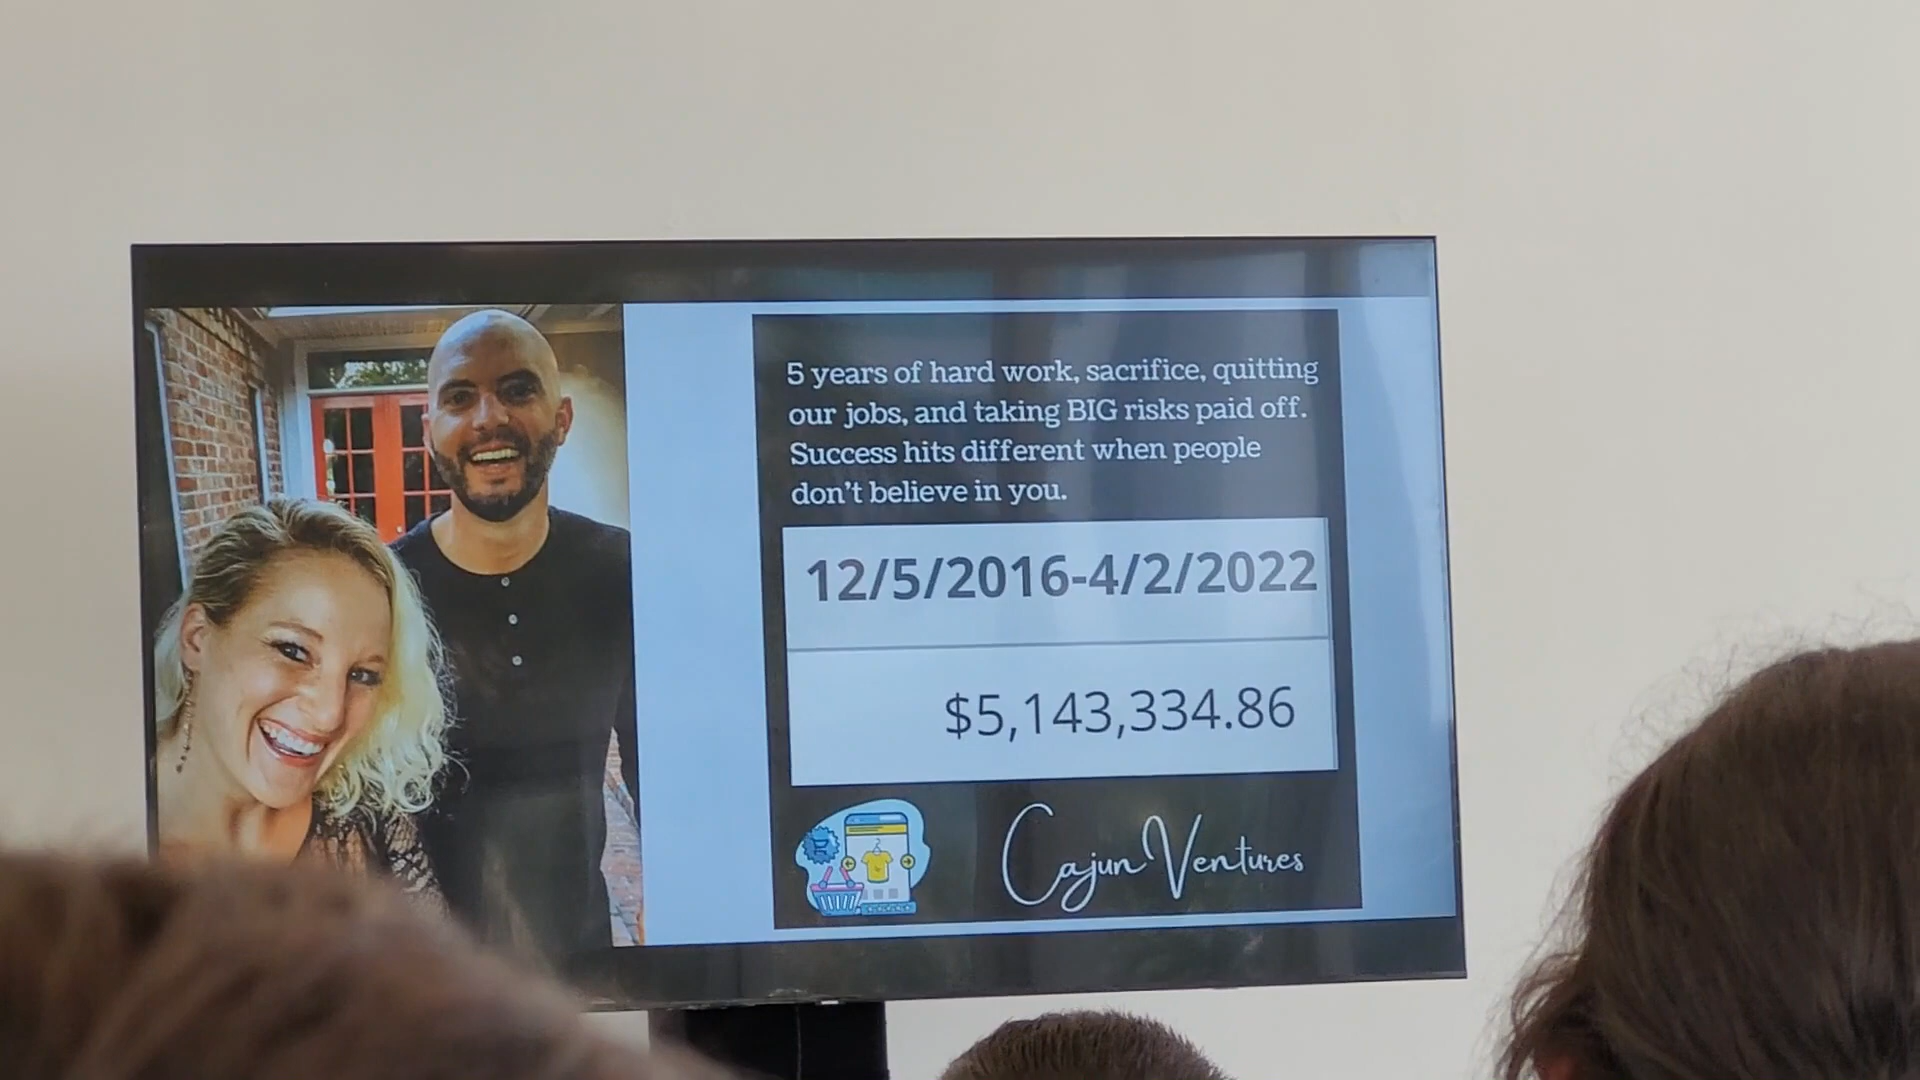 5 years of hard work, sacrifice, quitting
our jobs, and taking BIG risks paid off.
Success hits different when people
don't believe in you.
12/5/2016-4/2/2022
$5,143,334.86
Cajun Ventures